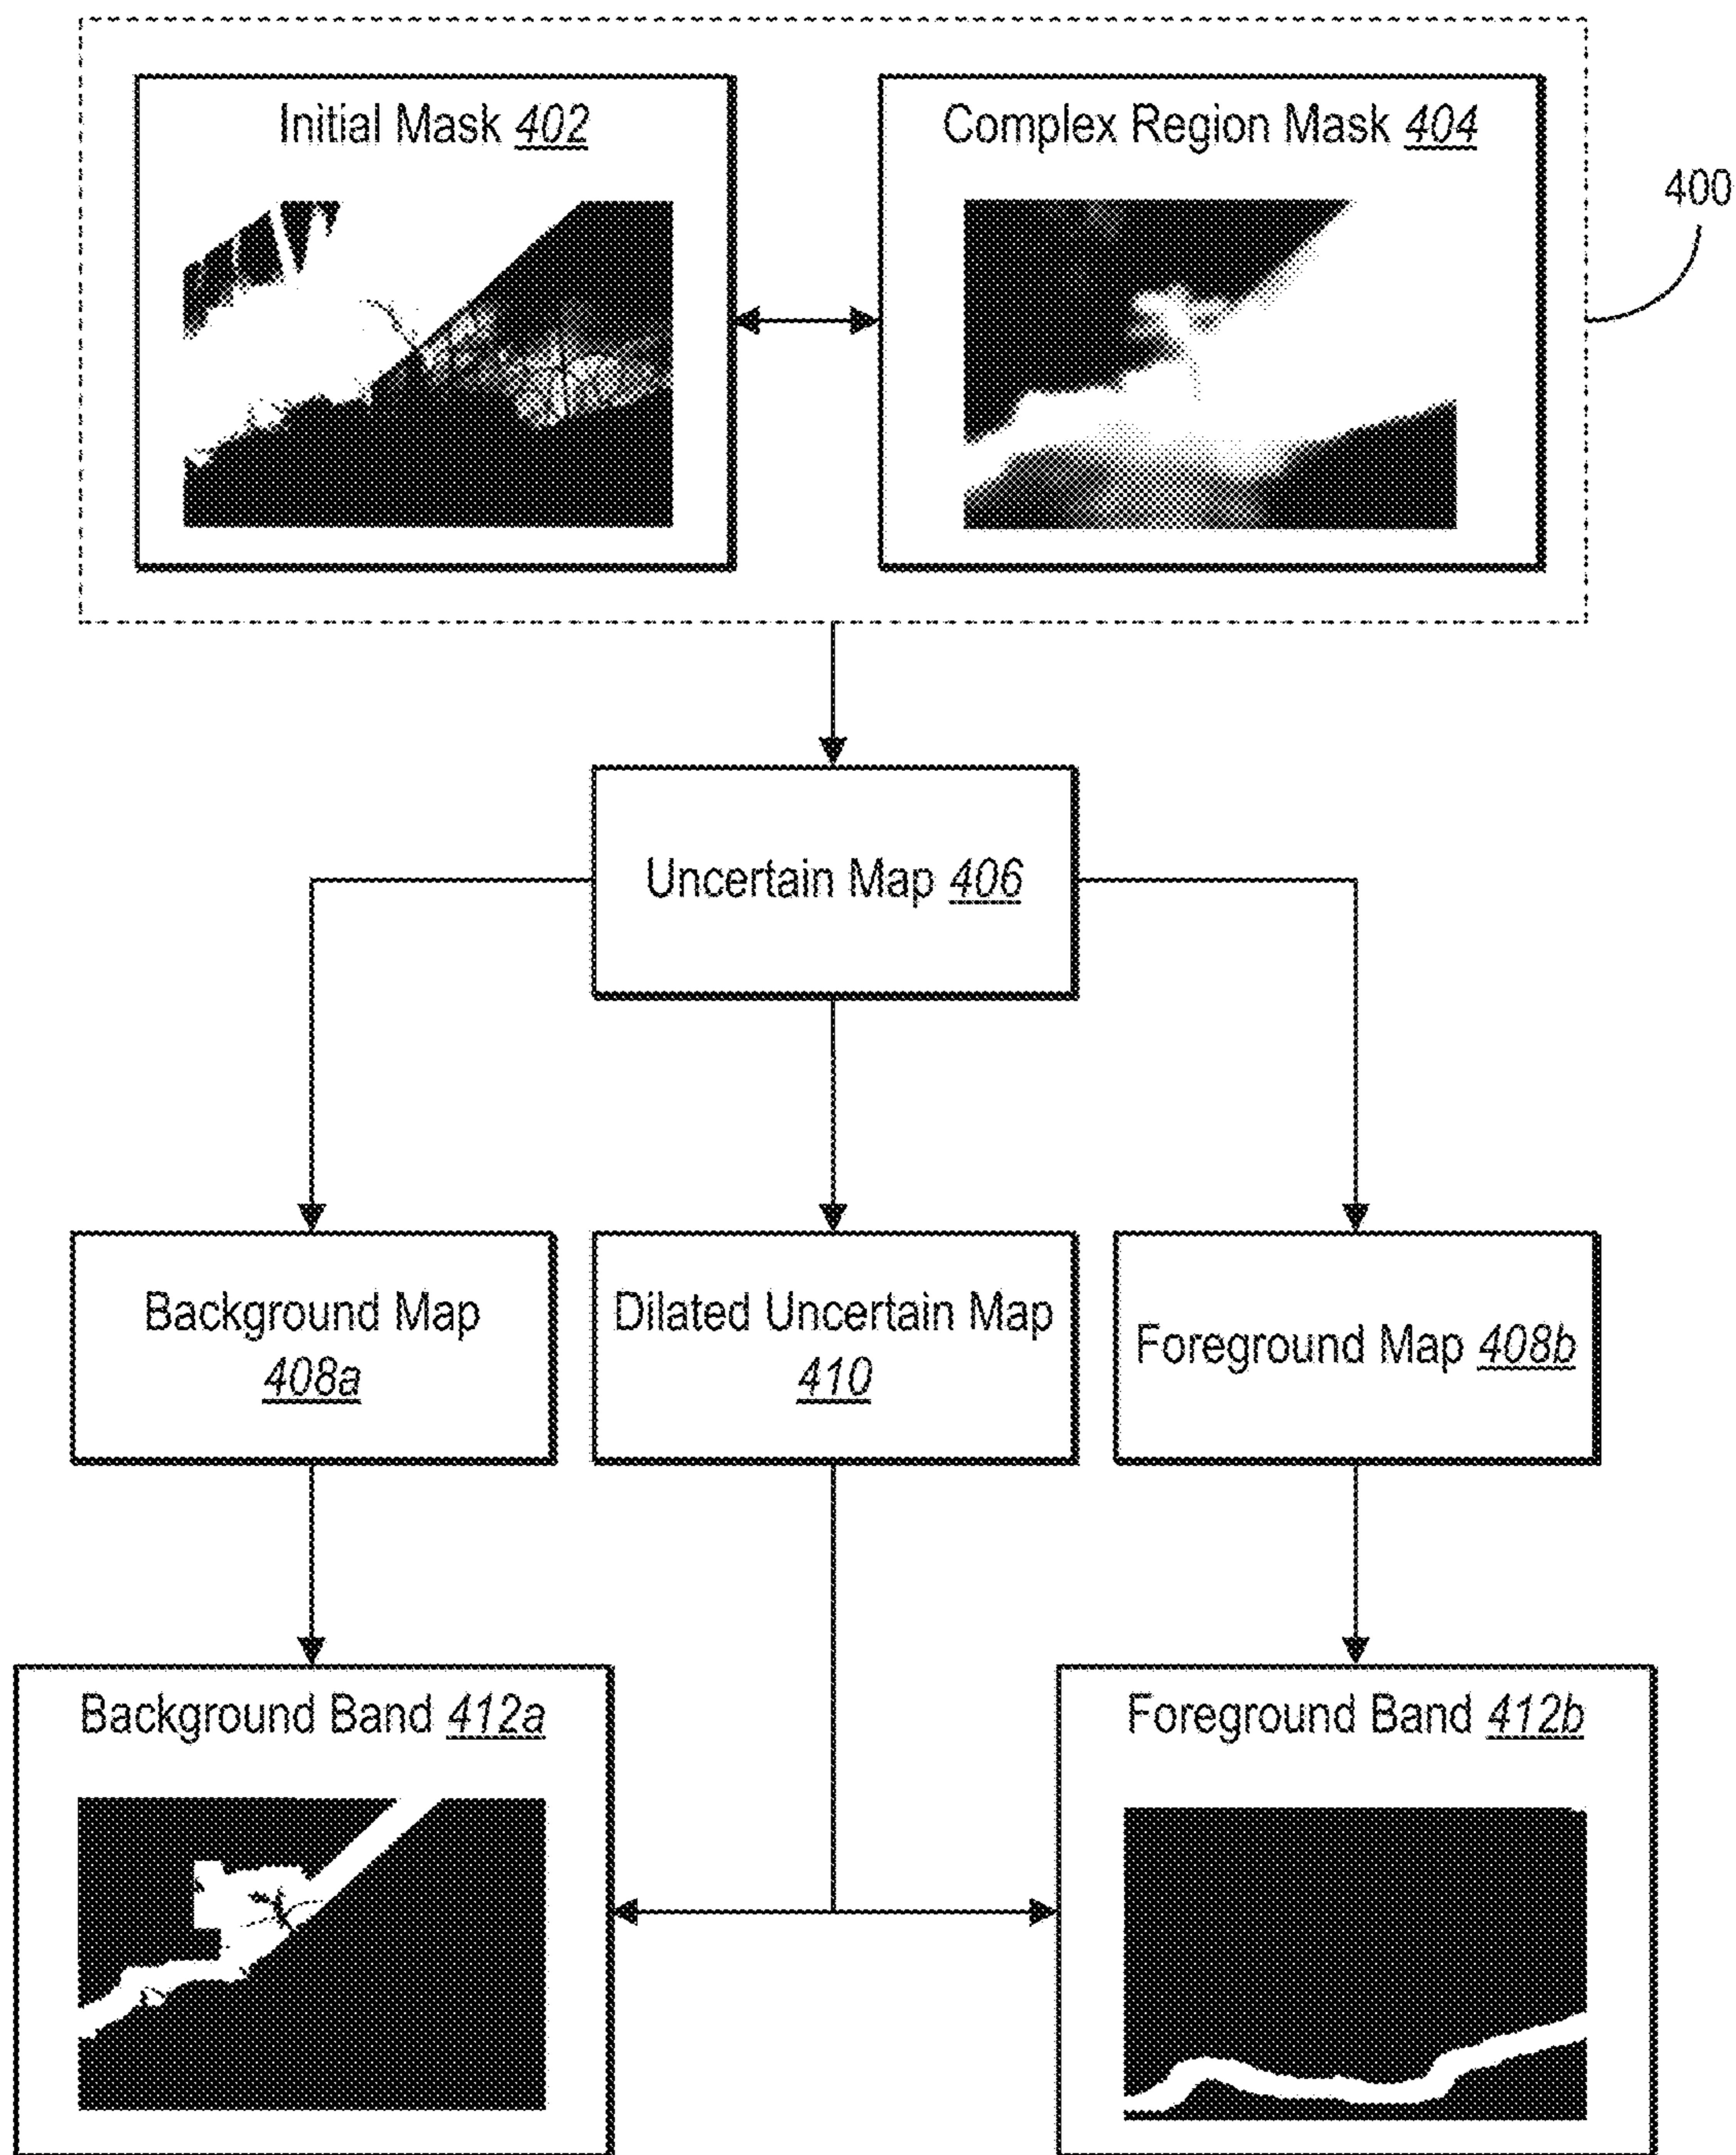 Initial Mask 402
Complex Region Mask 404
400
Uncertain Map 406
Background Map
408a
Dilated Uncertain Map
410
Foreground Map 408b
Background Band 412a
Foreground Band 412b